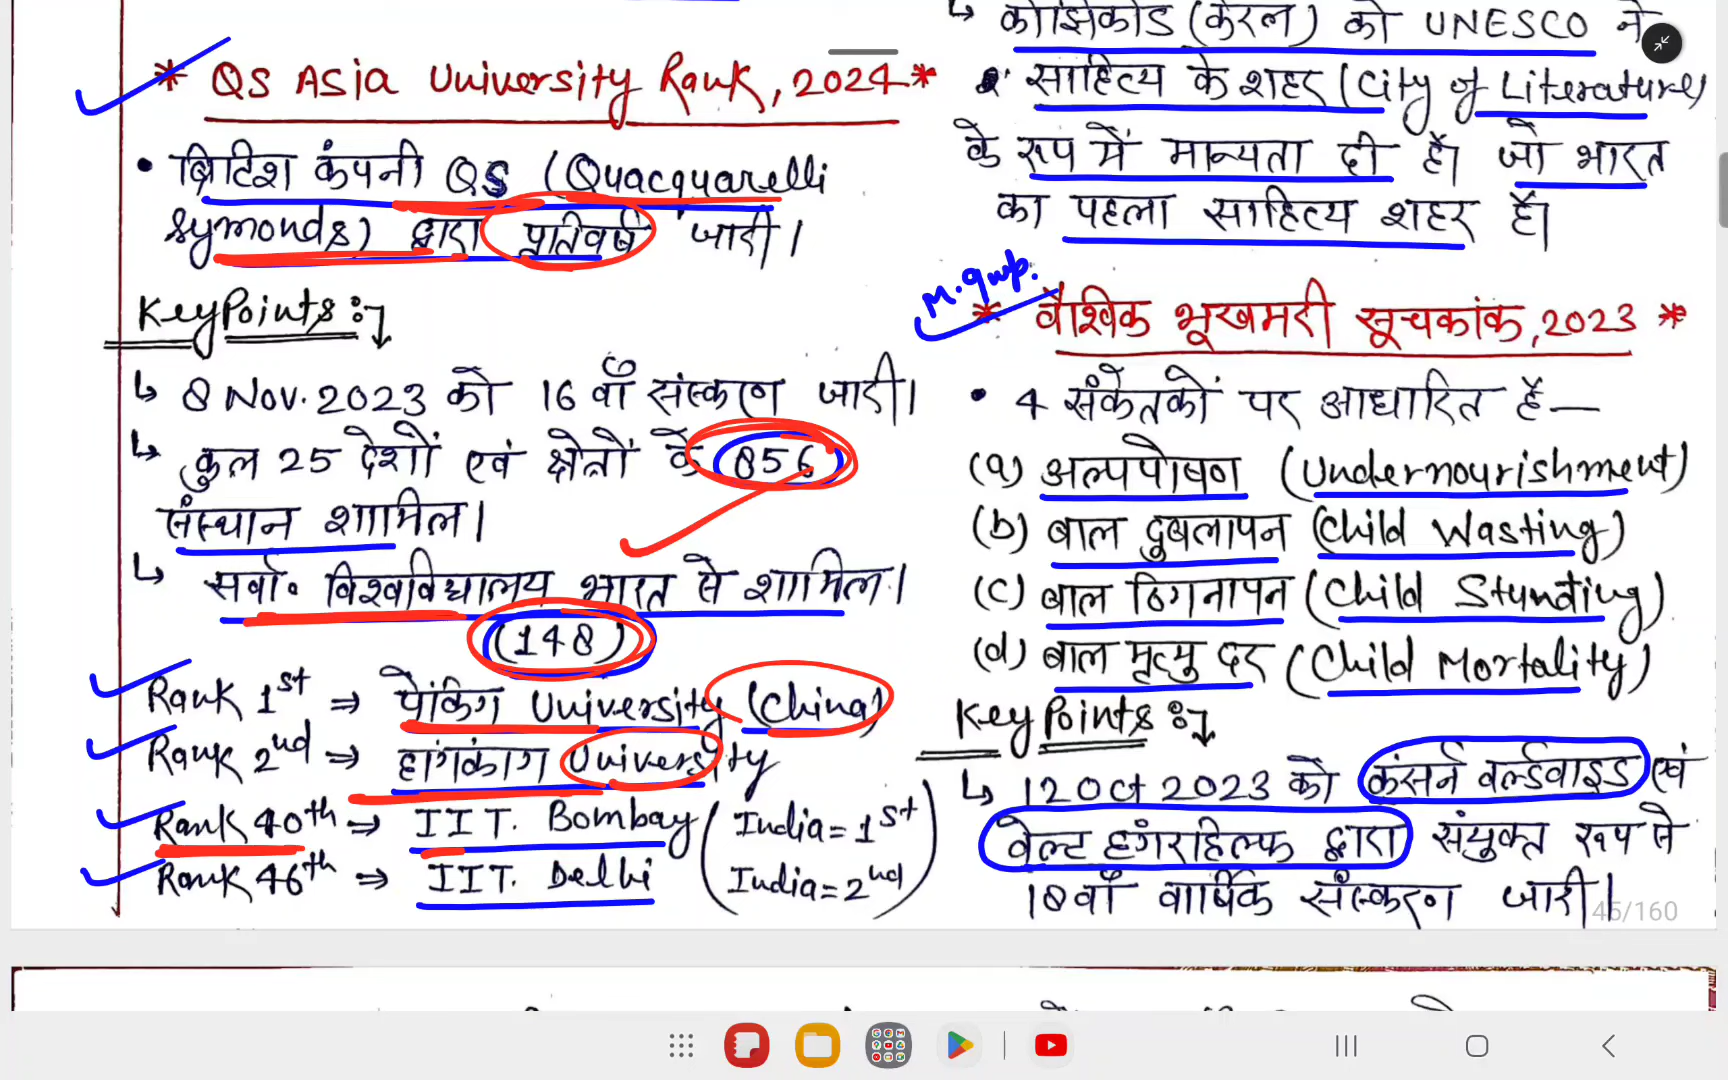 * QS Asia University Rank, 2024 *
• ब्रिटिश कंपनी QS (Quacquarelli
Symonds) द्वारा प्रतिवर्ष जारी।
Key Points :-
↳ 8 Nov. 2023 को 16 वाँ संस्करण जारी।
↳ कुल 25 देशों एवं क्षेत्रों के 856
संस्थान शामिल।
↳ सर्वा॰ विश्वविद्यालय भारत से शामिल।
(148)
Rank 1st ⇒ पेकिंग University (China)
Rank 2nd ⇒ हांगकांग University
Rank 40th ⇒ IIT. Bombay (India = 1st
Rank 46th ⇒ IIT. Delhi India = 2nd)
↳ कोझिकोड (केरल) को UNESCO ने
साहित्य के शहर (City of Literature)
के रूप में मान्यता दी है। जो भारत
का पहला साहित्य शहर है।
M. Imp.
* वैश्विक भूखमरी सूचकांक, 2023 *
• 4 संकेतकों पर आधारित है—
(a) अल्पपोषण (Undernourishment)
(b) बाल दुबलापन (Child Wasting)
(c) बाल ठिगनापन (Child Stunting)
(d) बाल मृत्यु दर (Child Mortality)
Key Points :-
↳ 12 Oct 2023 को कंसर्न वर्ल्डवाइड एवं
वेल्ट हंगरहिल्फ द्वारा संयुक्त रूप से
18वाँ वार्षिक संस्करण जारी।
45/160